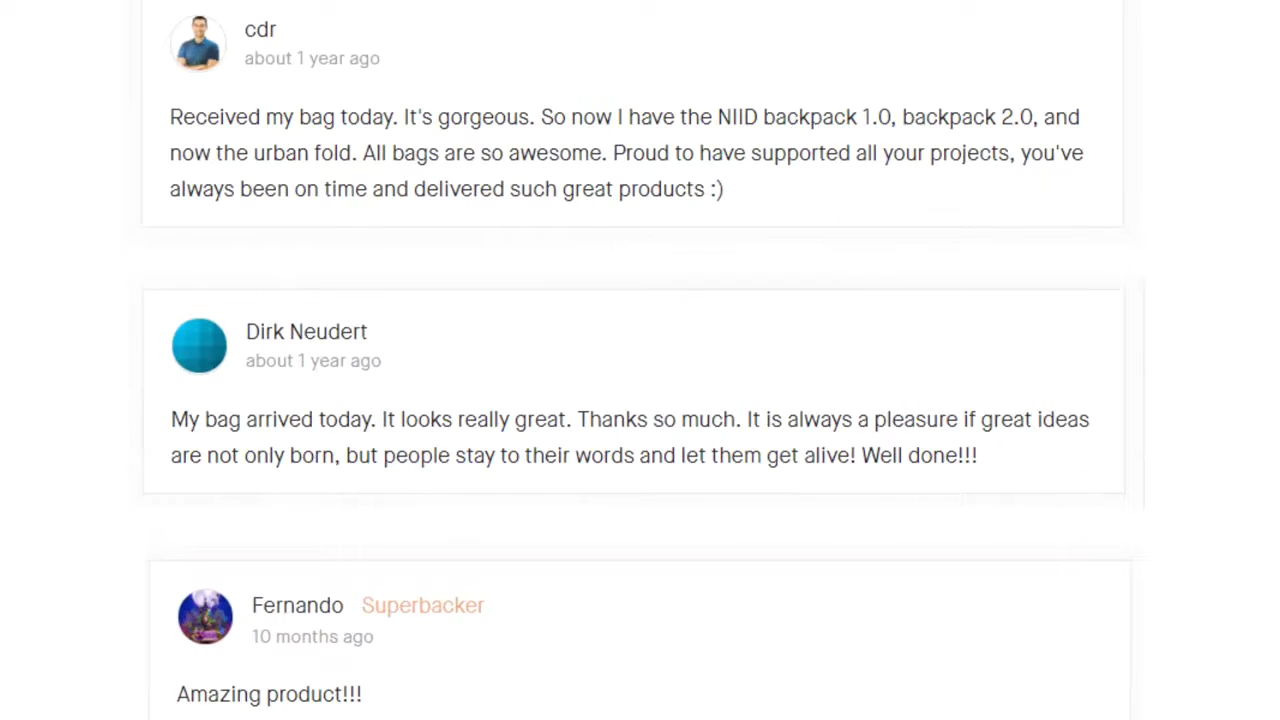 cdr
about 1 year ago
Received my bag today. It's gorgeous. So now I have the NIID backpack 1.0, backpack 2.0, and
now the urban fold. All bags are so awesome. Proud to have supported all your projects, you've
always been on time and delivered such great products :)
Dirk Neudert
about 1 year ago
My bag arrived today. It looks really great. Thanks so much. It is always a pleasure if great ideas
are not only born, but people stay to their words and let them get alive! Well done!!!
Fernando Superbacker
10 months ago
Amazing product!!!